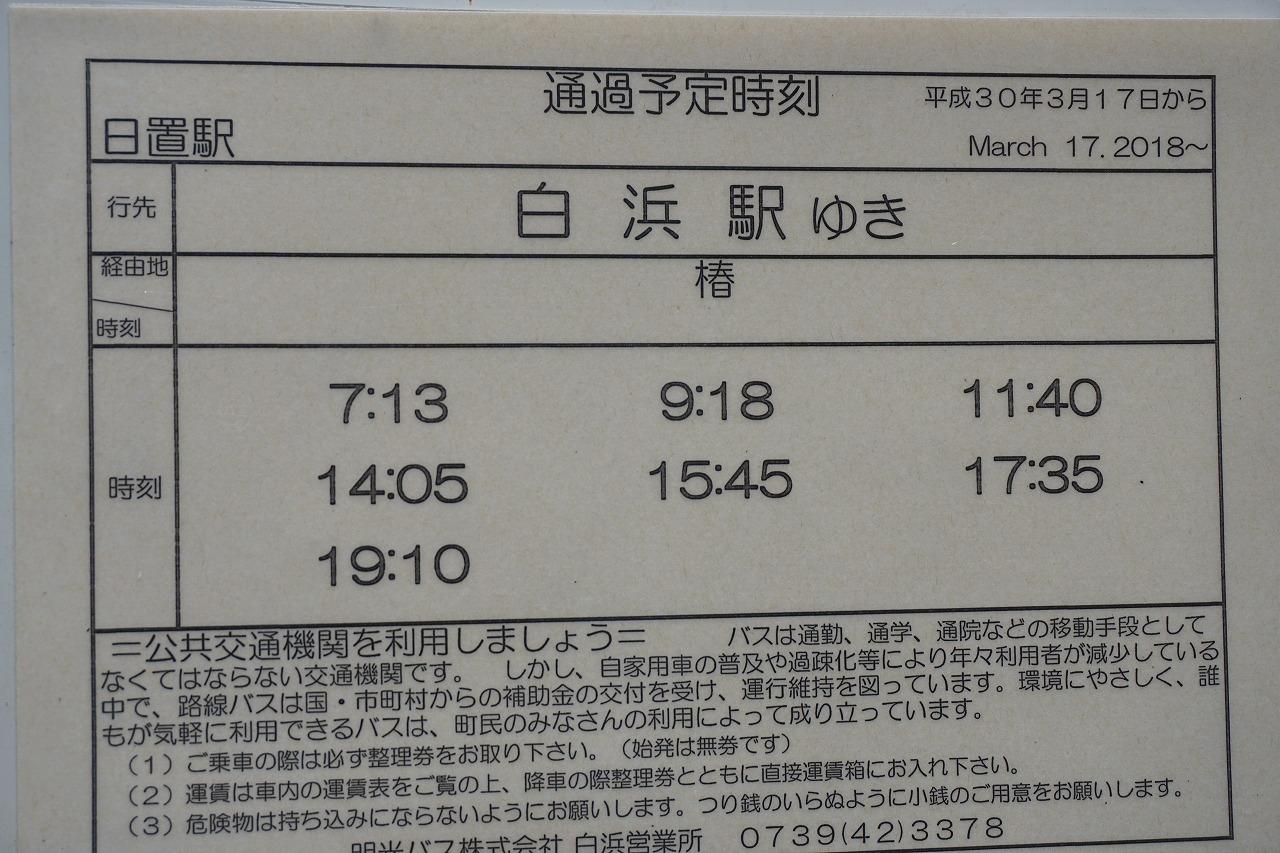 通過予定時刻
平成３０年３月１７日から
日置駅
March 17. 2018～
行先
白 浜 駅 ゆき
経由地
椿
時刻
時刻
7:13 9:18 11:40
14:05 15:45 17:35
19:10
＝公共交通機関を利用しましょう＝ バスは通勤、通学、通院などの移動手段として
なくてはならない交通機関です。 しかし、自家用車の普及や過疎化等により年々利用者が減少している
中で、路線バスは国・市町村からの補助金の交付を受け、運行維持を図っています。環境にやさしく、誰
もが気軽に利用できるバスは、町民のみなさんの利用によって成り立っています。
（１）ご乗車の際は必ず整理券をお取り下さい。（始発は無券です）
（２）運賃は車内の運賃表をご覧の上、降車の際整理券とともに直接運賃箱にお入れ下さい。
（３）危険物は持ち込みにならないようにお願いします。つり銭のいらぬように小銭のご用意をお願いします。
明光バス株式会社 白浜営業所 ０７３９(４２)３３７８